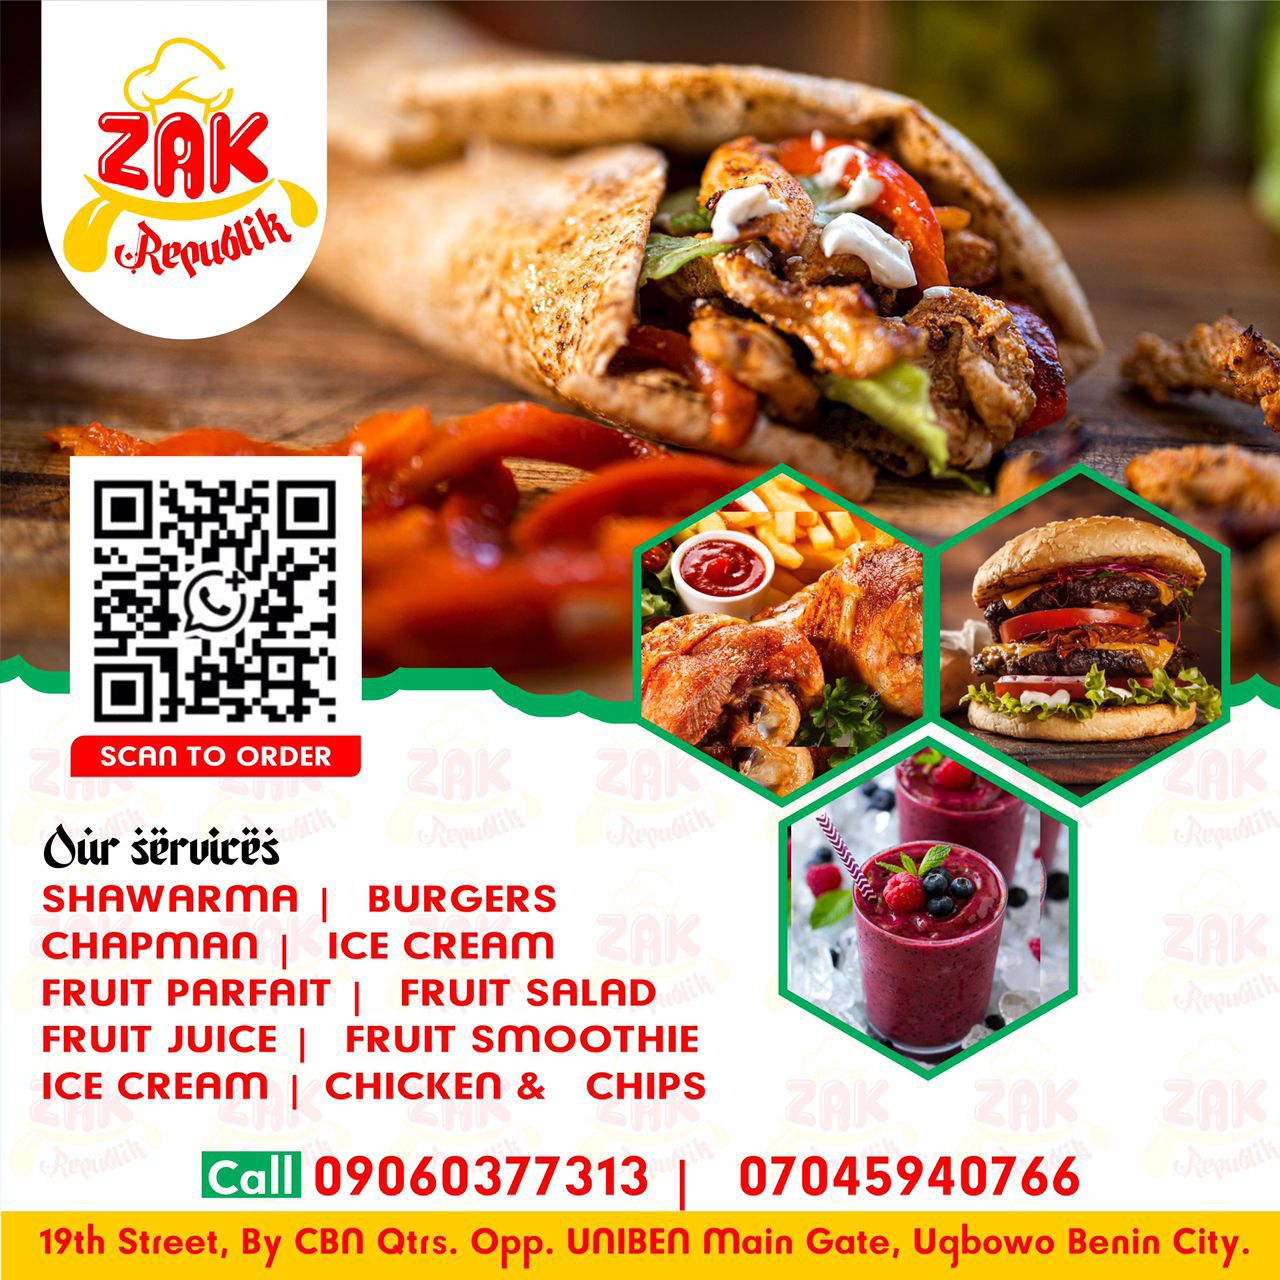 ZAK
Republik
SCAN TO ORDER
Our sërvicës
SHAWARMA | BURGERS
CHAPMAN | ICE CREAM
FRUIT PARFAIT | FRUIT SALAD
FRUIT JUICE | FRUIT SMOOTHIE
ICE CREAM | CHICKEN & CHIPS
Call 09060377313 | 07045940766
19th Street, By CBN Qtrs. Opp. UNIBEN Main Gate, Ugbowo Benin City.